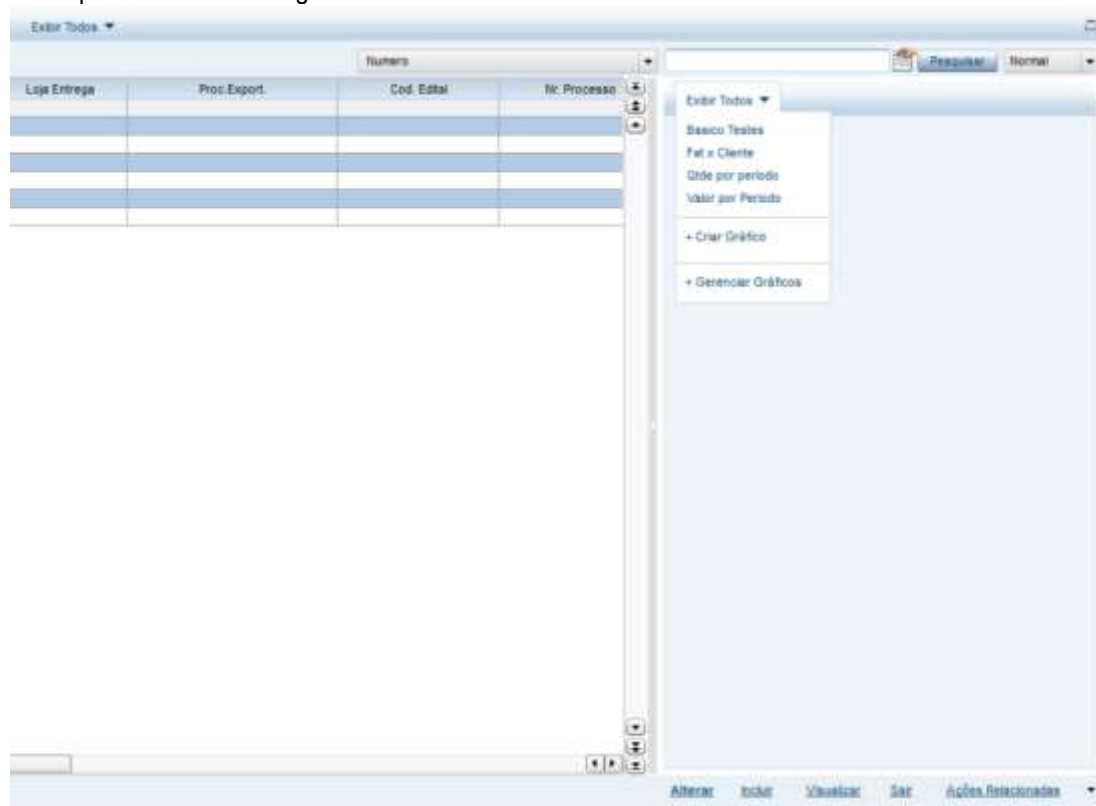 Exibir Todos
Numero
Pesquisar
Normal
Loja Entrega
Proc.Export.
Cod. Edital
Nr. Processo
Exibir Todos
Basico Testes
Fat x Cliente
Qtde por periodo
Valor por Periodo
+ Criar Gráfico
+ Gerenciar Gráficos
Alterar
Incluir
Visualizar
Sair
Ações Relacionadas